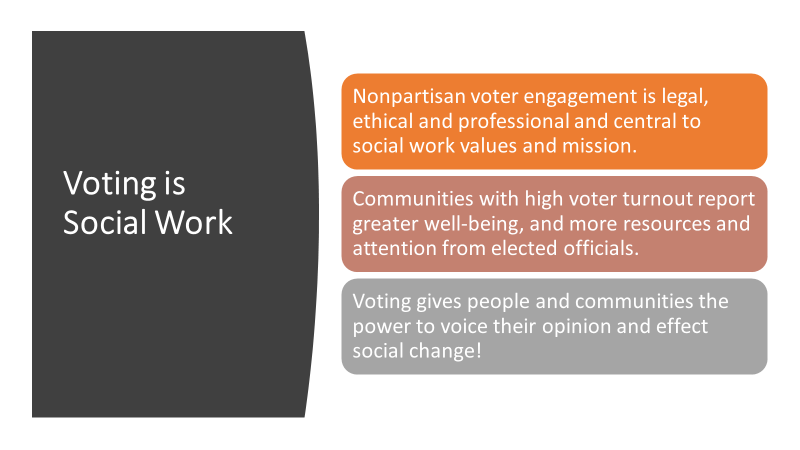 Voting is
Social Work
Nonpartisan voter engagement is legal,
ethical and professional and central to
social work values and mission.
Communities with high voter turnout report
greater well-being, and more resources and
attention from elected officials.
Voting gives people and communities the
power to voice their opinion and effect
social change!